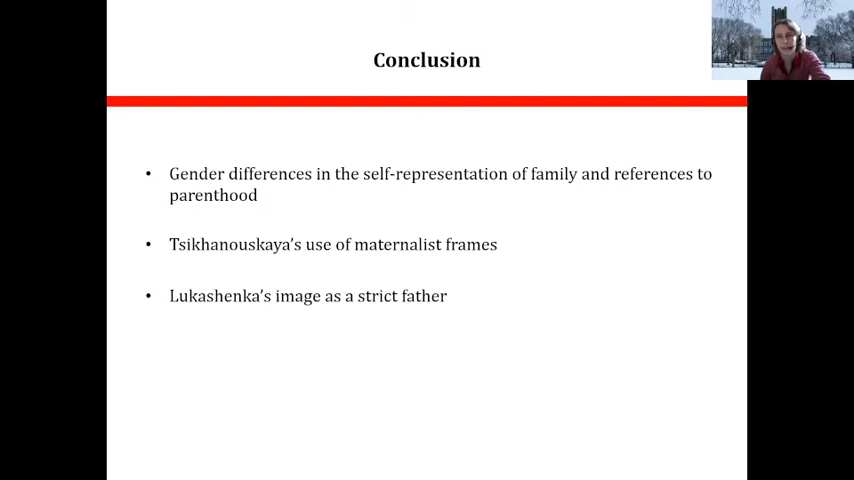 Conclusion
• Gender differences in the self-representation of family and references to
parenthood
• Tsikhanouskaya’s use of maternalist frames
• Lukashenka’s image as a strict father